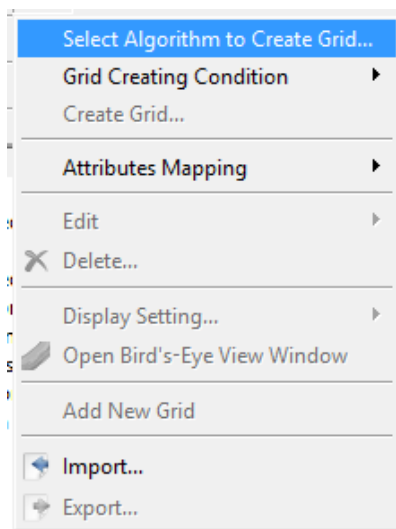 Select Algorithm to Create Grid...
Grid Creating Condition
Create Grid...
Attributes Mapping
Edit
Delete...
Display Setting...
Open Bird's-Eye View Window
Add New Grid
Import...
Export...